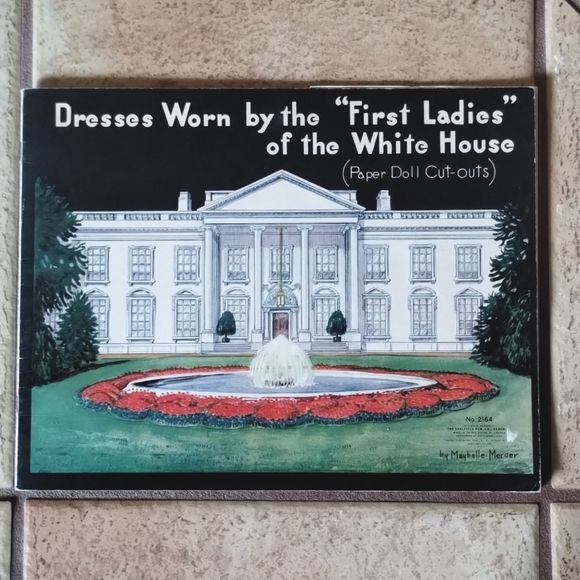 Dresses Worn by the “First Ladies”
of the White House
(Paper Doll Cut-outs)
No. 2164
by Maybelle Mercer